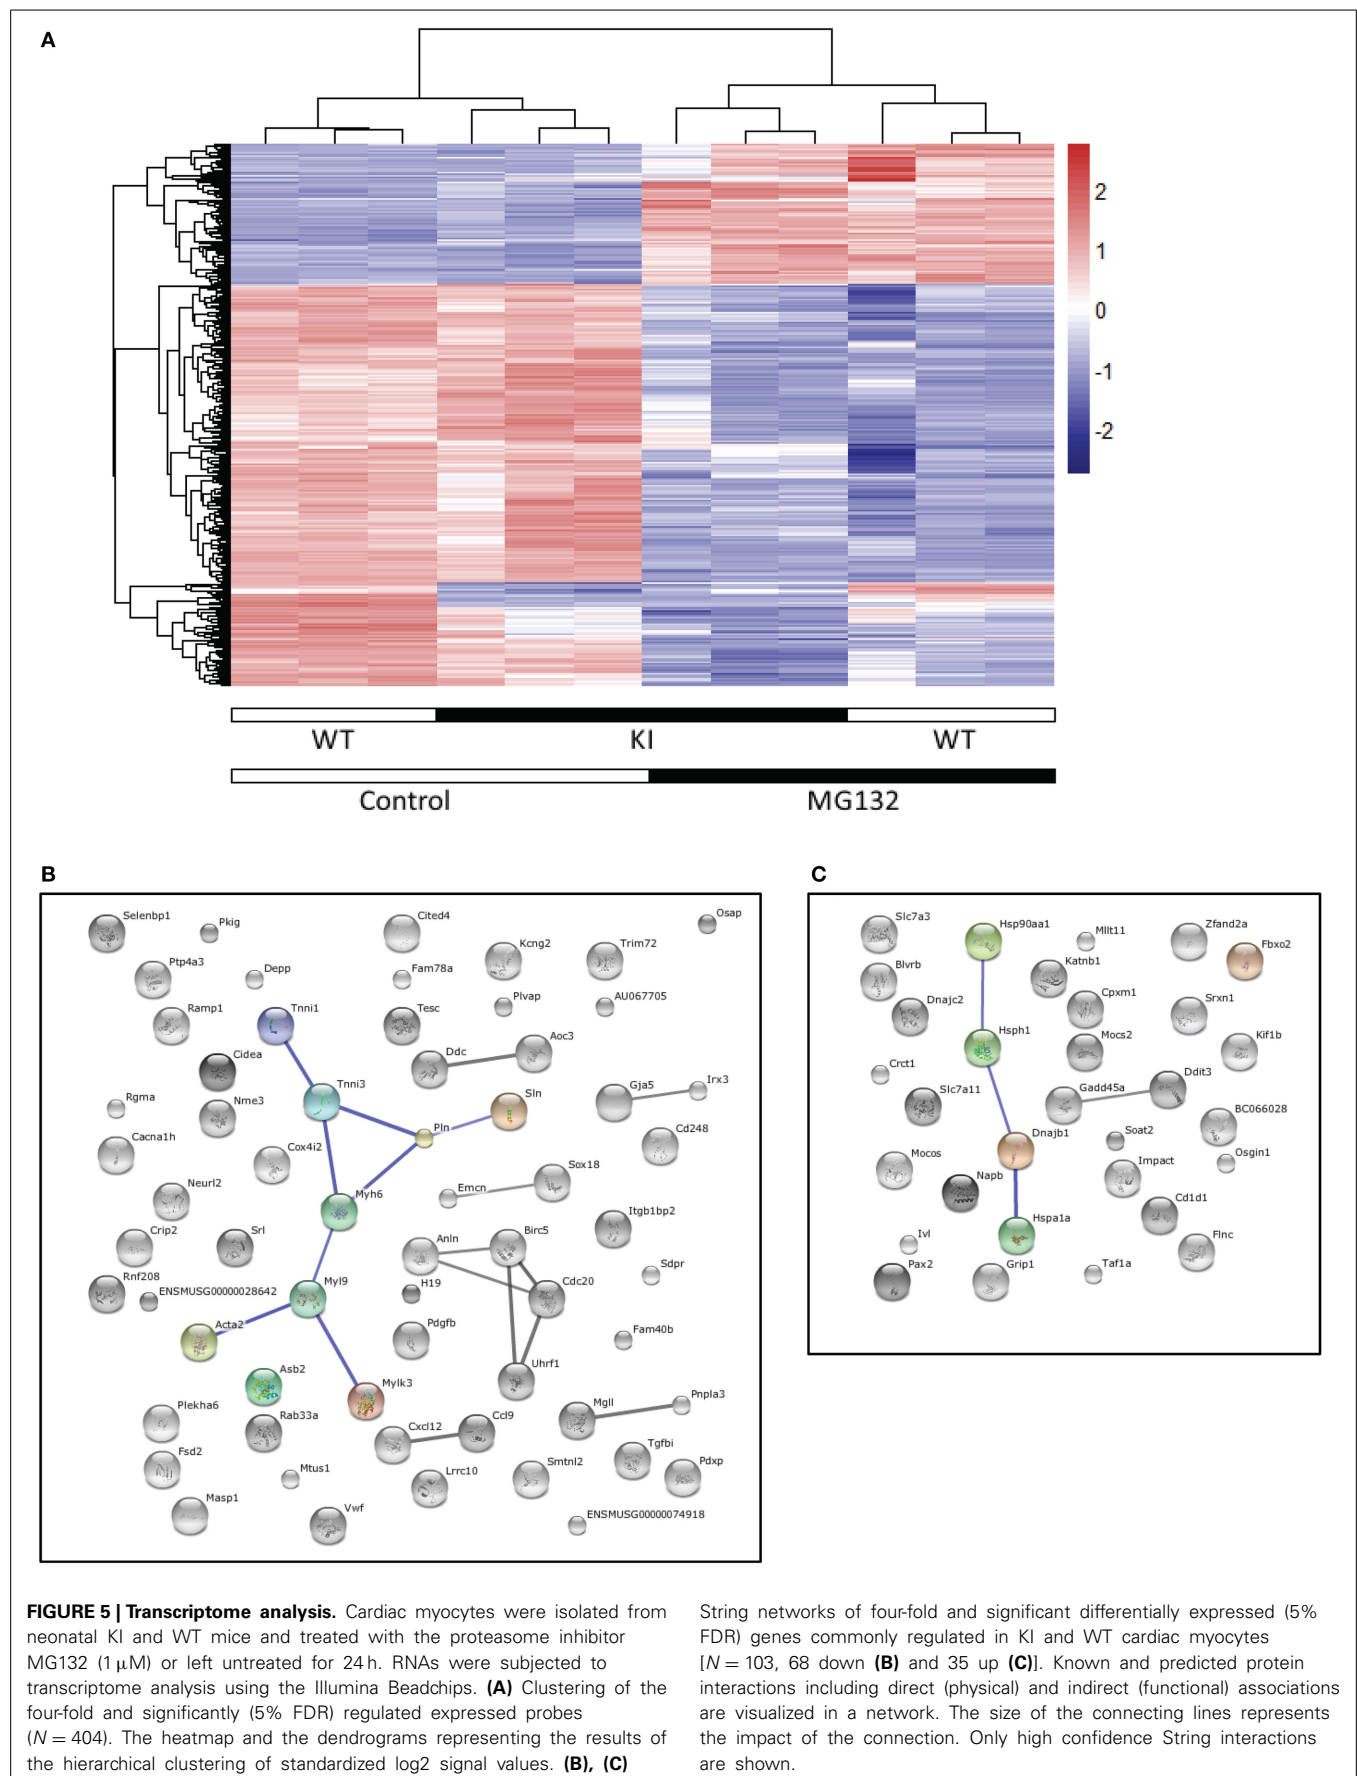 A
2
1
0
-1
-2
WT
KI
WT
Control
MG132
B
Selenbp1
Pkig
Cited4
Osap
Kcng2
Trim72
Ptp4a3
Depp
Fam78a
Plvap
AU067705
Ramp1
Tnni1
Tesc
Ddc
Aoc3
Cidea
Tnni3
Sln
Gja5
Irx3
Rgma
Nme3
Pln
Cd248
Cacna1h
Cox4i2
Sox18
Emcn
Neurl2
Myh6
Itgb1bp2
Crip2
Srl
Anln
Birc5
Sdpr
Rnf208
ENSMUSG00000028642
Myl9
H19
Cdc20
Acta2
Pdgfb
Fam40b
Asb2
Mylk3
Uhrf1
Plekha6
Rab33a
Cxcl12
Ccl9
Mgll
Pnpla3
Fsd2
Mtus1
Lrrc10
Smtnl2
Tgfbi
Pdxp
Masp1
Vwf
ENSMUSG00000074918
C
Slc7a3
Hsp90aa1
Mllt11
Zfand2a
Fbxo2
Blvrb
Katnb1
Dnajc2
Cpxm1
Srxn1
Hsph1
Mocs2
Kif1b
Crct1
Slc7a11
Gadd45a
Ddit3
BC066028
Dnajb1
Soat2
Osgin1
Mocos
Napb
Impact
Cd1d1
Hspa1a
Ivl
Flnc
Pax2
Grip1
Taf1a
FIGURE 5 | Transcriptome analysis. Cardiac myocytes were isolated from
neonatal KI and WT mice and treated with the proteasome inhibitor
MG132 (1 μM) or left untreated for 24 h. RNAs were subjected to
transcriptome analysis using the Illumina Beadchips. (A) Clustering of the
four-fold and significantly (5% FDR) regulated expressed probes
(N = 404). The heatmap and the dendrograms representing the results of
the hierarchical clustering of standardized log2 signal values. (B), (C)
String networks of four-fold and significant differentially expressed (5%
FDR) genes commonly regulated in KI and WT cardiac myocytes
[N = 103, 68 down (B) and 35 up (C)]. Known and predicted protein
interactions including direct (physical) and indirect (functional) associations
are visualized in a network. The size of the connecting lines represents
the impact of the connection. Only high confidence String interactions
are shown.